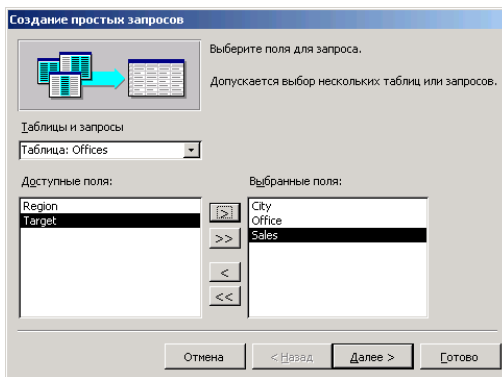 Создание простых запросов
Выберите поля для запроса.
Допускается выбор нескольких таблиц или запросов.
Таблицы и запросы
Таблица: Offices
Доступные поля:
Выбранные поля:
Region
Target
>
>>
<
<<
City
Office
Sales
Отмена
< Назад
Далее >
Готово